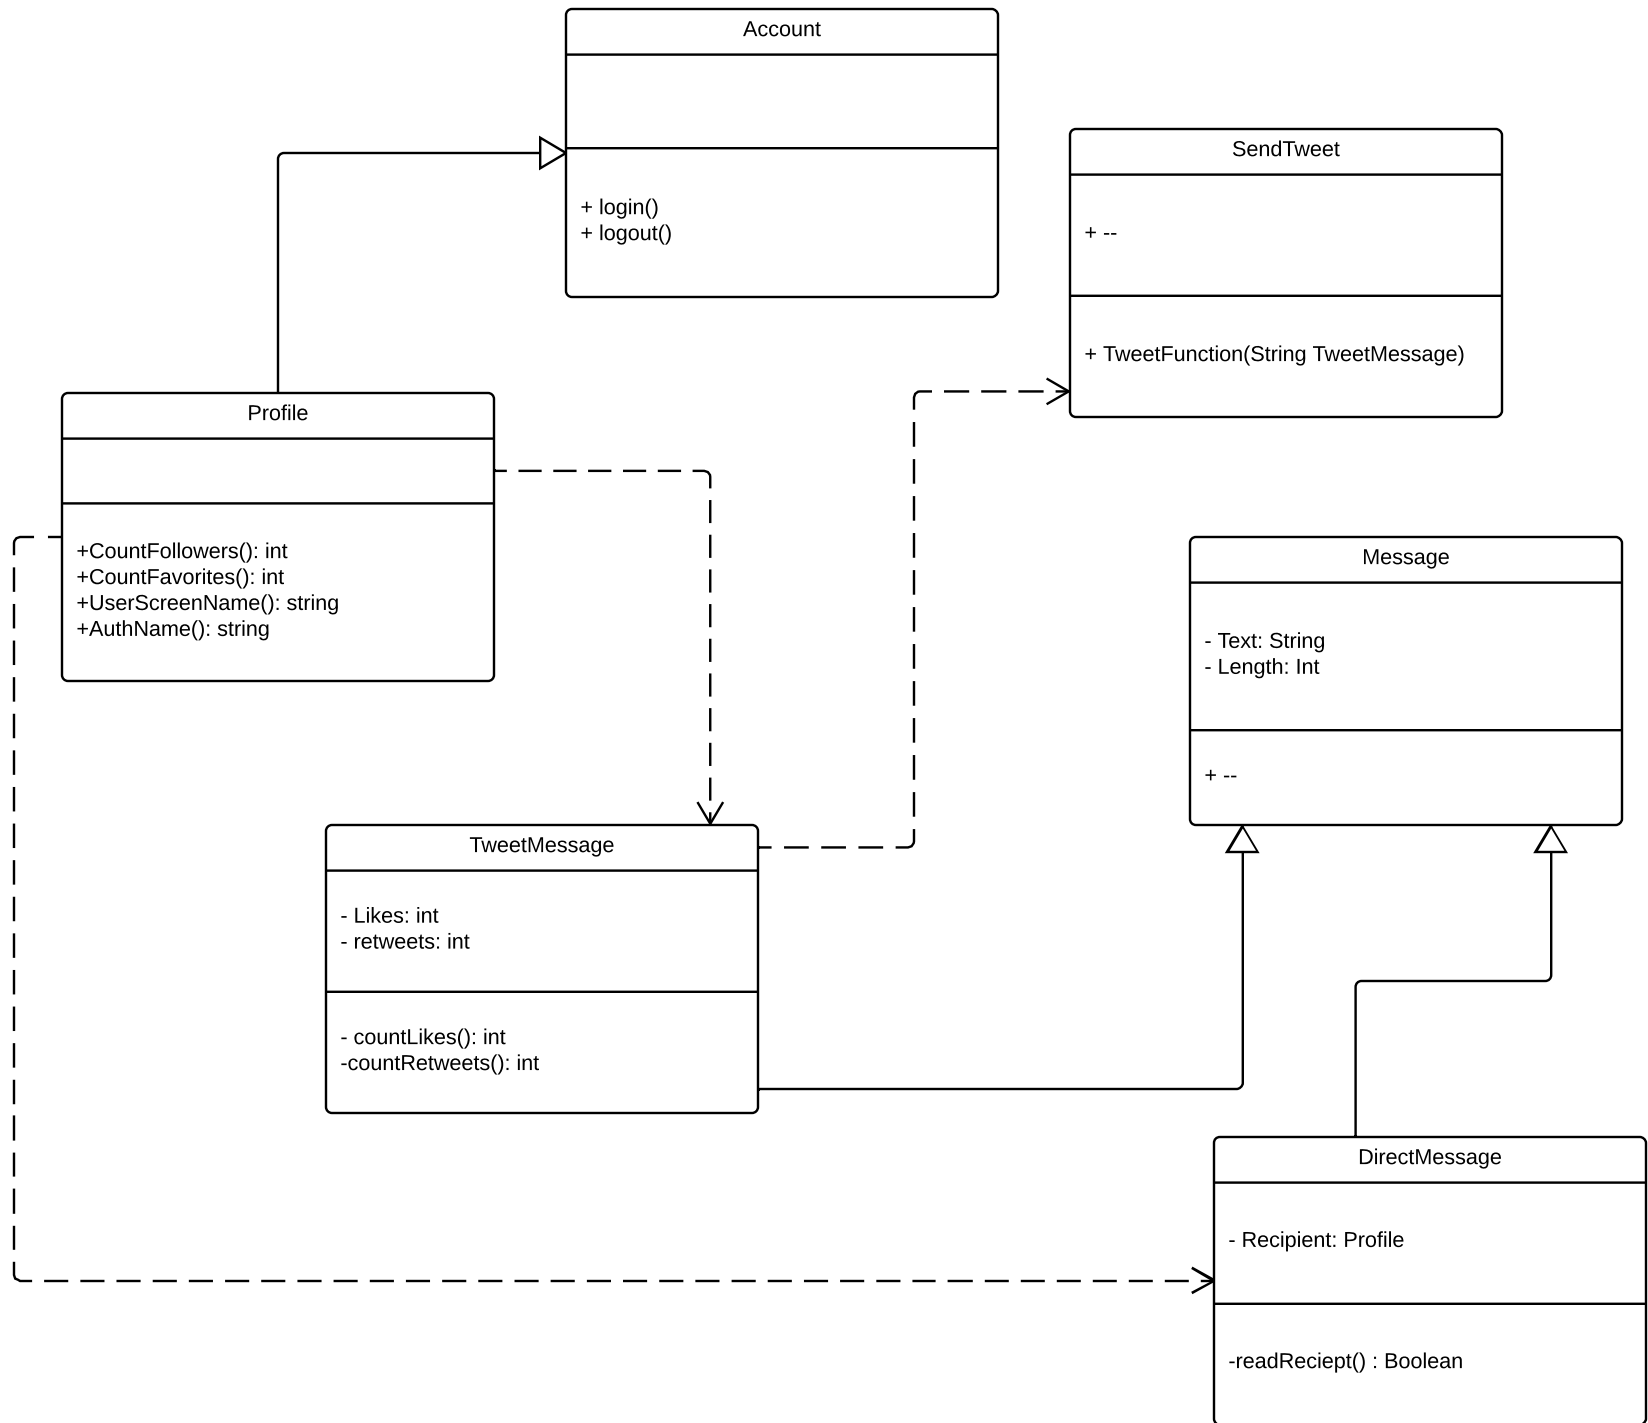 Account
+ login()
+ logout()
SendTweet
+ --
+ TweetFunction(String TweetMessage)
Profile
+CountFollowers(): int
+CountFavorites(): int
+UserScreenName(): string
+AuthName(): string
Message
- Text: String
- Length: Int
+ --
TweetMessage
- Likes: int
- retweets: int
- countLikes(): int
-countRetweets(): int
DirectMessage
- Recipient: Profile
-readReciept() : Boolean